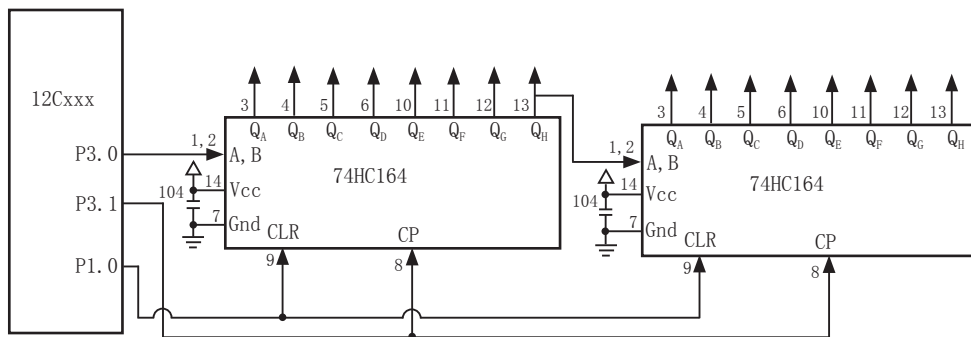 12Cxxx
P3.0
P3.1
P1.0
3 4 5 6 10 11 12 13
QA QB QC QD QE QF QG QH
1,2 A,B
74HC164
14 Vcc
104
7 Gnd
CLR CP
9 8
3 4 5 6 10 11 12 13
QA QB QC QD QE QF QG QH
1,2 A,B
74HC164
14 Vcc
104
7 Gnd
CLR CP
9 8